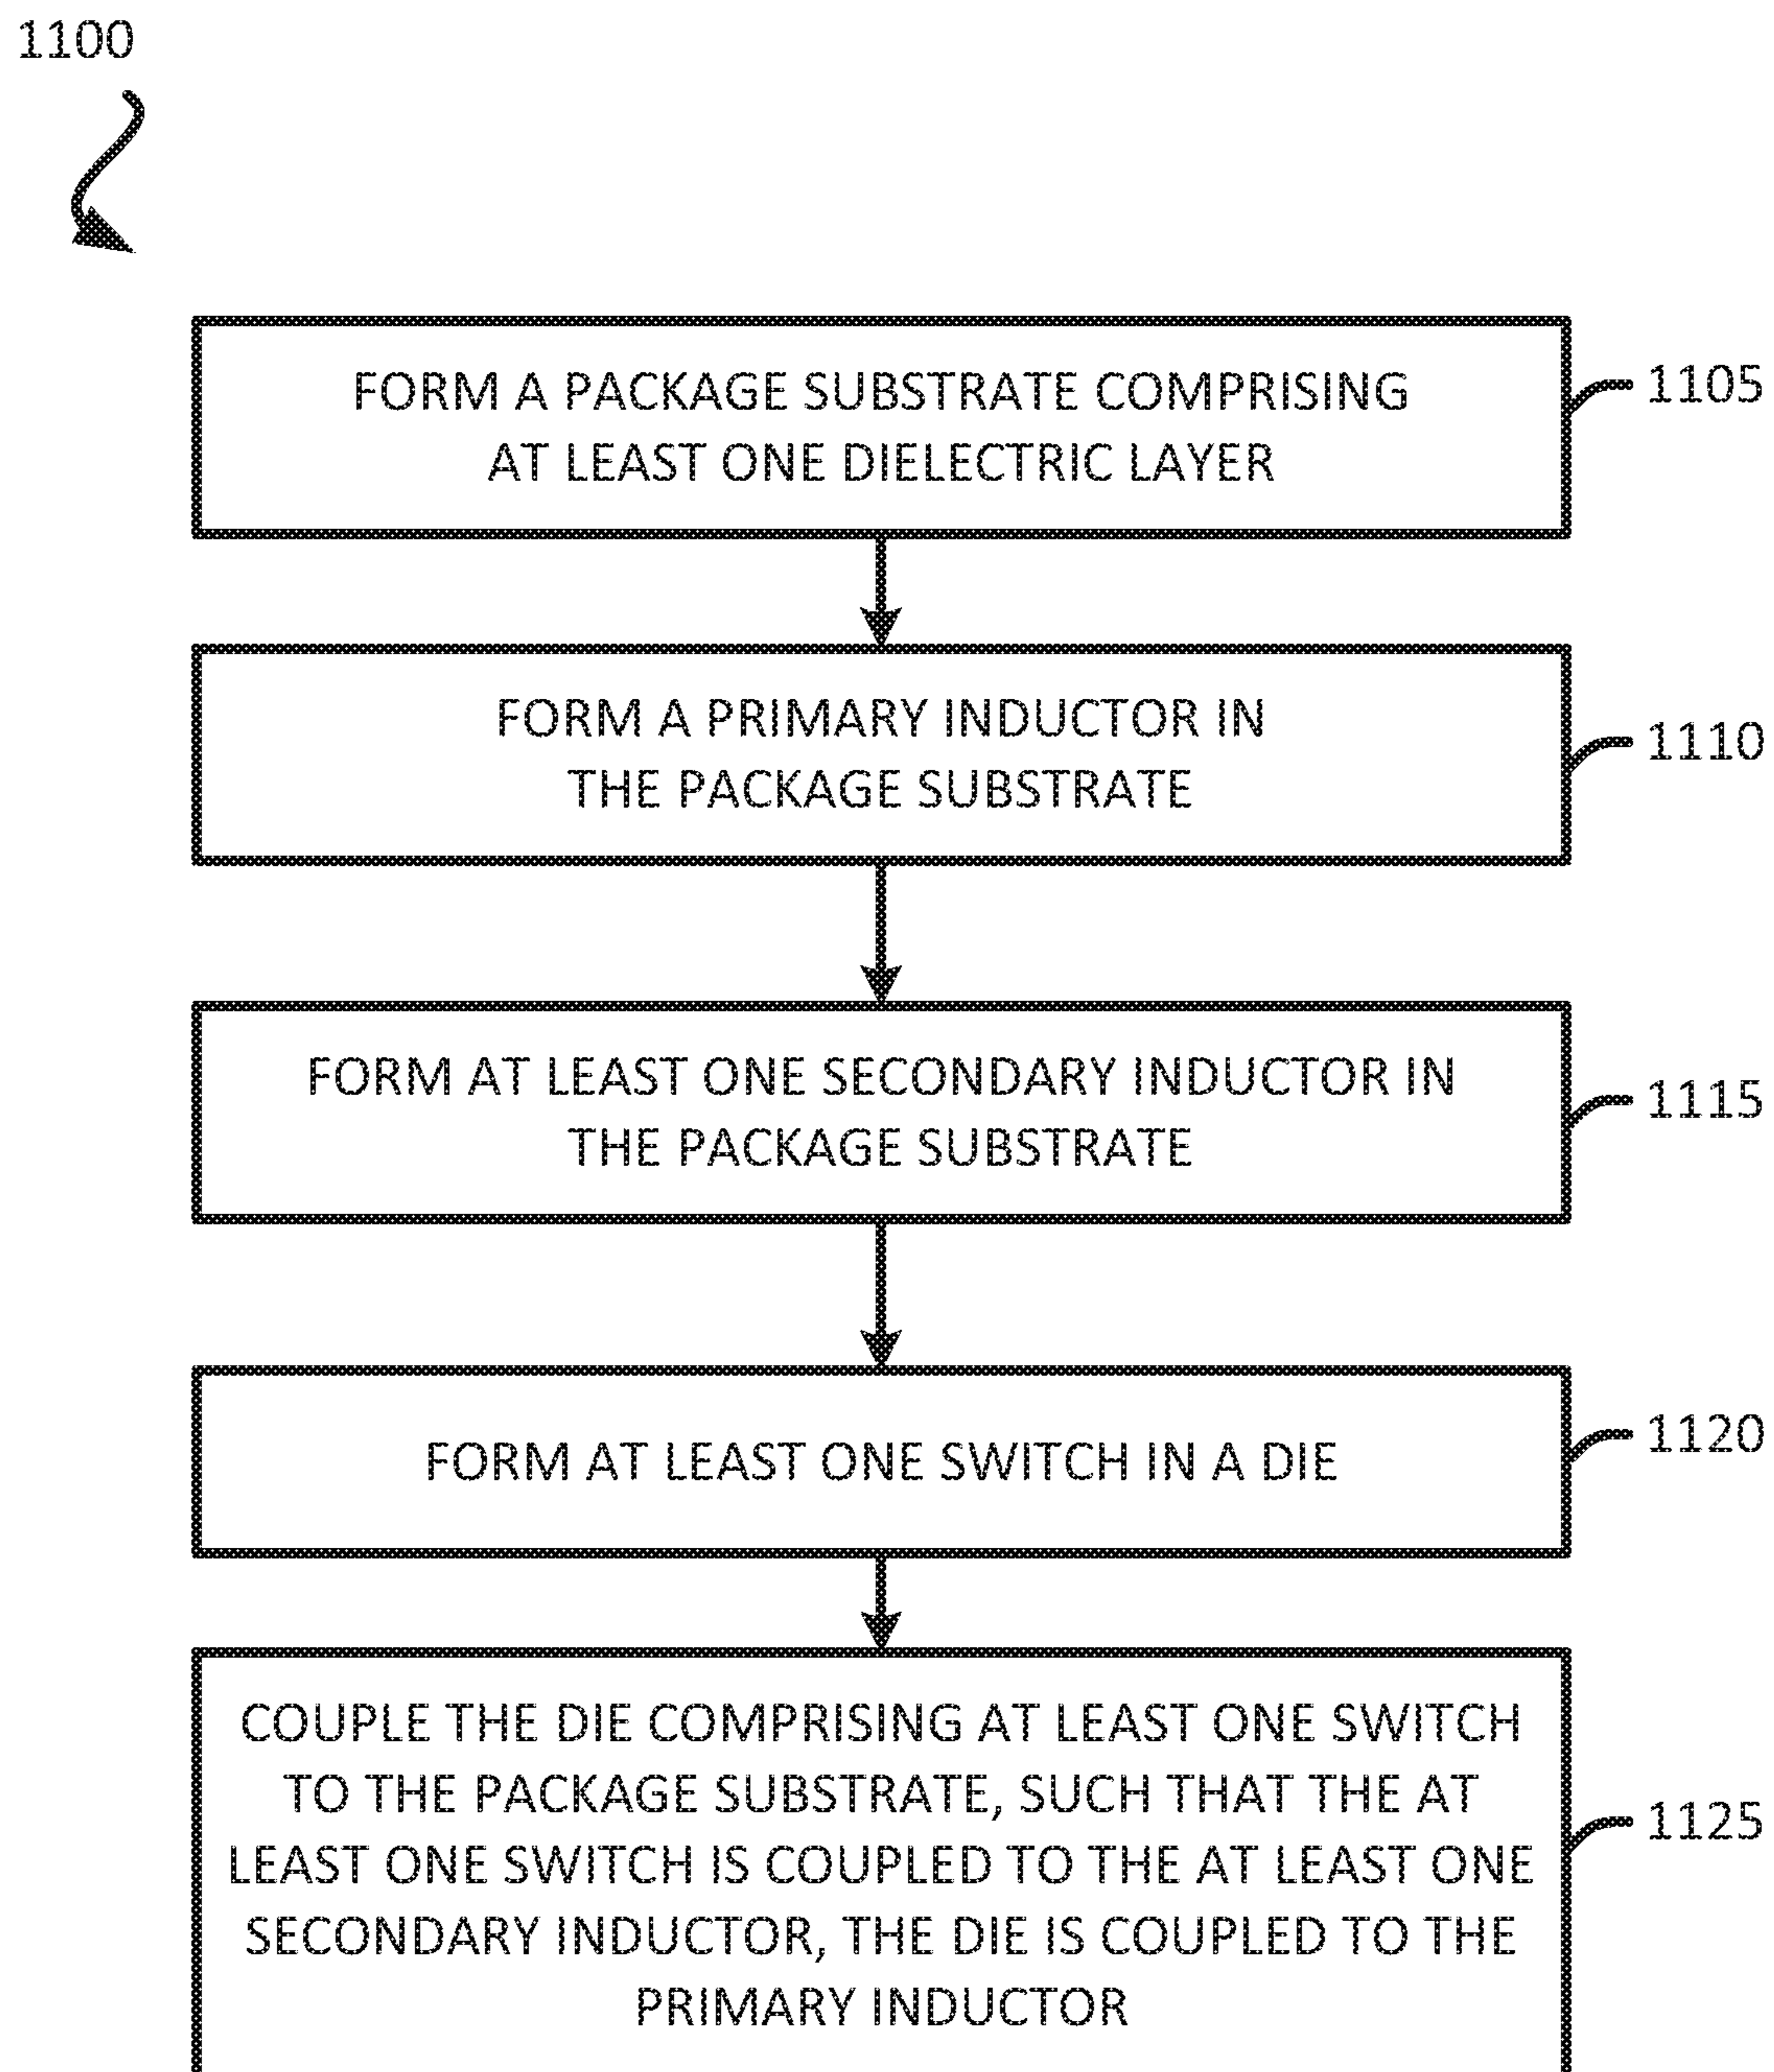 1100
FORM A PACKAGE SUBSTRATE COMPRISING
AT LEAST ONE DIELECTRIC LAYER
1105
FORM A PRIMARY INDUCTOR IN
THE PACKAGE SUBSTRATE
1110
FORM AT LEAST ONE SECONDARY INDUCTOR IN
THE PACKAGE SUBSTRATE
1115
FORM AT LEAST ONE SWITCH IN A DIE
1120
COUPLE THE DIE COMPRISING AT LEAST ONE SWITCH
TO THE PACKAGE SUBSTRATE, SUCH THAT THE AT
LEAST ONE SWITCH IS COUPLED TO THE AT LEAST ONE
SECONDARY INDUCTOR, THE DIE IS COUPLED TO THE
PRIMARY INDUCTOR
1125